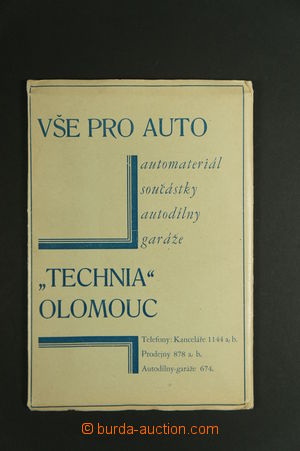 VŠE PRO AUTO
automateriál
součástky
autodílny
garáže
„TECHNIA“
OLOMOUC
Telefony: Kanceláře 1144 a, b.
Prodejny 878 a. b.
Autodílny-garáže 674.
© burda-auction.com